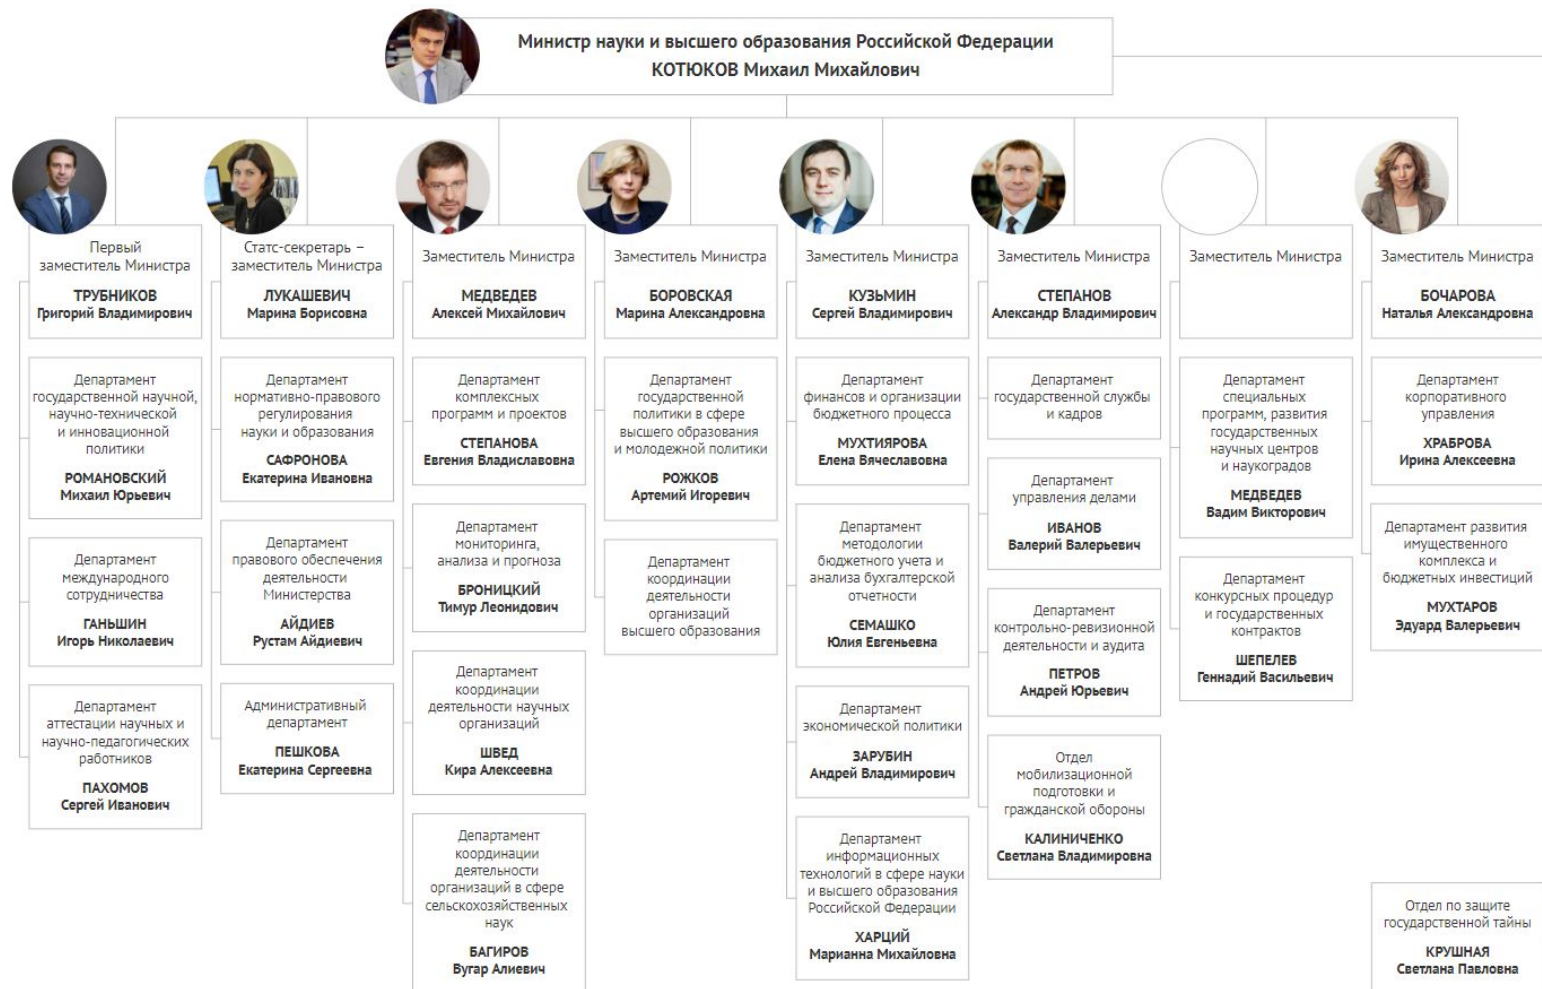 Министр науки и высшего образования Российской Федерации
КОТЮКОВ Михаил Михайлович
Первый
заместитель Министра
ТРУБНИКОВ
Григорий Владимирович
Департамент
государственной научной,
научно-технической
и инновационной
политики
РОМАНОВСКИЙ
Михаил Юрьевич
Департамент
международного
сотрудничества
ГАНЬШИН
Игорь Николаевич
Департамент
аттестации научных и
научно-педагогических
работников
ПАХОМОВ
Сергей Иванович
Статс-секретарь –
заместитель Министра
ЛУКАШЕВИЧ
Марина Борисовна
Департамент
нормативно-правового
регулирования
науки и образования
САФРОНОВА
Екатерина Ивановна
Департамент
правового обеспечения
деятельности
Министерства
АЙДИЕВ
Рустам Айдиевич
Административный
департамент
ПЕШКОВА
Екатерина Сергеевна
Заместитель Министра
МЕДВЕДЕВ
Алексей Михайлович
Департамент
комплексных
программ и проектов
СТЕПАНОВА
Евгения Владиславовна
Департамент
мониторинга,
анализа и прогноза
БРОНИЦКИЙ
Тимур Леонидович
Департамент
координации
деятельности научных
организаций
ШВЕД
Кира Алексеевна
Департамент
координации
деятельности
организаций в сфере
сельскохозяйственных
наук
БАГИРОВ
Вугар Алиевич
Заместитель Министра
БОРОВСКАЯ
Марина Александровна
Департамент
государственной
политики в сфере
высшего образования
и молодежной политики
РОЖКОВ
Артемий Игоревич
Департамент
координации
деятельности
организаций
высшего образования
Заместитель Министра
КУЗЬМИН
Сергей Владимирович
Департамент
финансов и организации
бюджетного процесса
МУХТИЯРОВА
Елена Вячеславовна
Департамент
методологии
бюджетного учета и
анализа бухгалтерской
отчетности
СЕМАШКО
Юлия Евгеньевна
Департамент
экономической политики
ЗАРУБИН
Андрей Владимирович
Департамент
информационных
технологий в сфере науки
и высшего образования
Российской Федерации
ХАРЦИЙ
Марианна Михайловна
Заместитель Министра
СТЕПАНОВ
Александр Владимирович
Департамент
государственной службы
и кадров
Департамент
управления делами
ИВАНОВ
Валерий Валерьевич
Департамент
контрольно-ревизионной
деятельности и аудита
ПЕТРОВ
Андрей Юрьевич
Отдел
мобилизационной
подготовки и
гражданской обороны
КАЛИНИЧЕНКО
Светлана Владимировна
Заместитель Министра
Департамент
специальных
программ, развития
государственных
научных центров
и наукоградов
МЕДВЕДЕВ
Вадим Викторович
Департамент
конкурсных процедур
и государственных
контрактов
ШЕПЕЛЕВ
Геннадий Васильевич
Заместитель Министра
БОЧАРОВА
Наталья Александровна
Департамент
корпоративного
управления
ХРАБРОВА
Ирина Алексеевна
Департамент развития
имущественного
комплекса и
бюджетных инвестиций
МУХТАРОВ
Эдуард Валерьевич
Отдел по защите
государственной тайны
КРУШНАЯ
Светлана Павловна